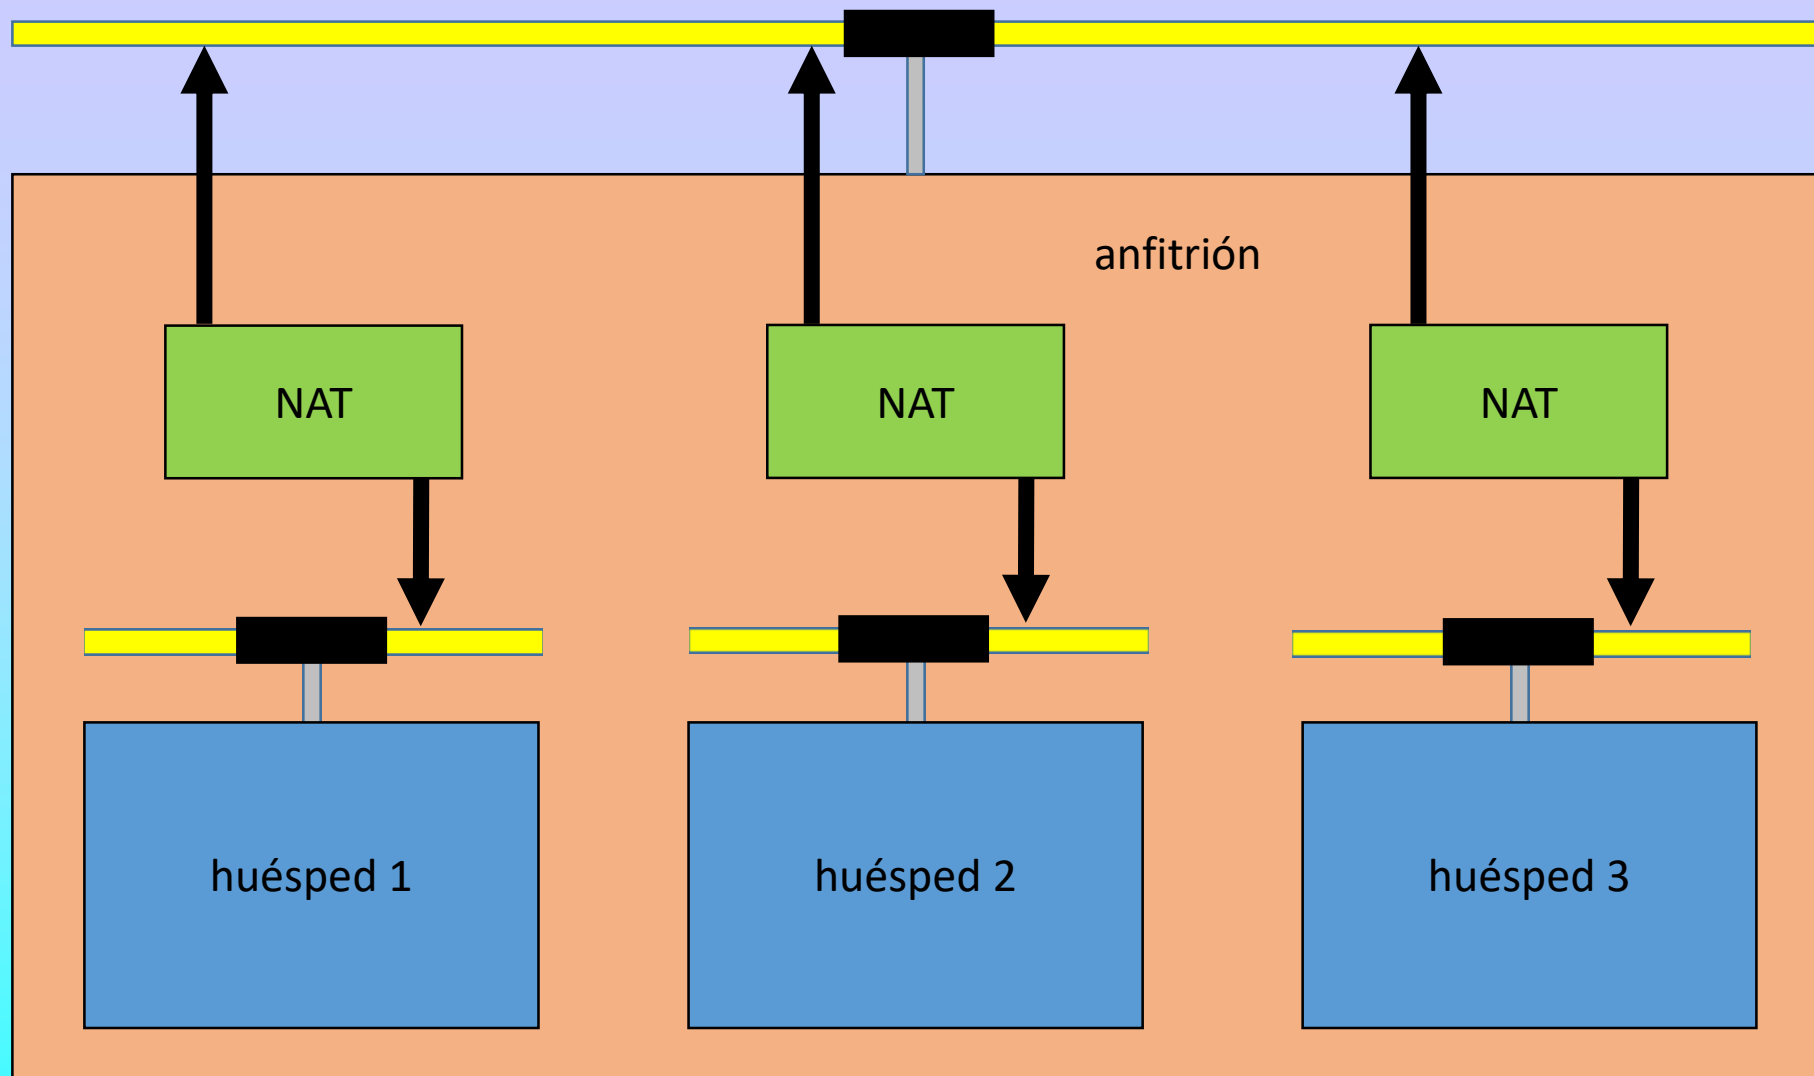 anfitrión
NAT
NAT
NAT
huésped 1
huésped 2
huésped 3